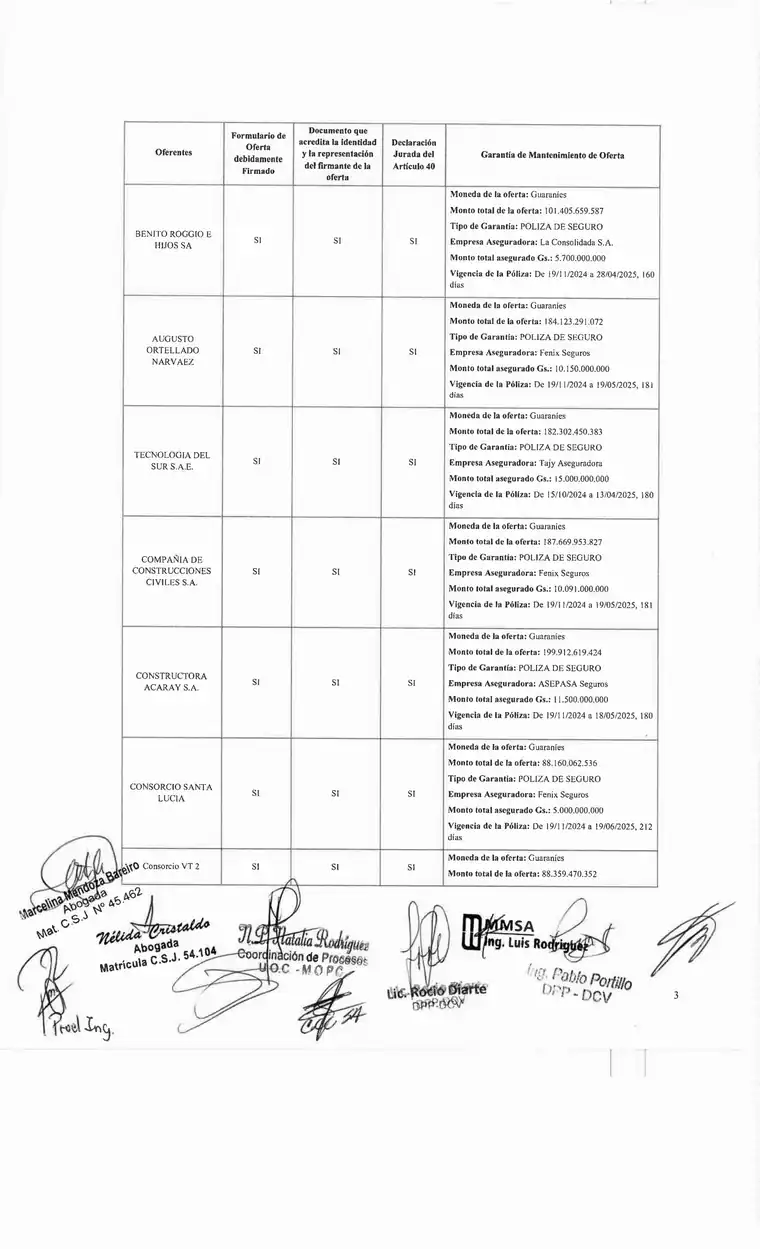 Oferentes
Formulario de
Oferta
debidamente
Firmado
Documento que
acredita la identidad
y la representación
del firmante de la
oferta
Declaración
Jurada del
Artículo 40
Garantía de Mantenimiento de Oferta
BENITO ROGGIO E
HIJOS SA
SI
SI
SI
Moneda de la oferta: Guaranies
Monto total de la oferta: 101.405.659.587
Tipo de Garantía: POLIZA DE SEGURO
Empresa Aseguradora: La Consolidada S.A.
Monto total asegurado Gs.: 5.700.000.000
Vigencia de la Póliza: De 19/11/2024 a 28/04/2025, 160
dias
AUGUSTO
ORTELLADO
NARVAEZ
SI
SI
SI
Moneda de la oferta: Guaranies
Monto total de la oferta: 184.123.291.072
Tipo de Garantía: POLIZA DE SEGURO
Empresa Aseguradora: Fenix Seguros
Monto total asegurado Gs.: 10.150.000.000
Vigencia de la Póliza: De 19/11/2024 a 19/05/2025, 181
dias
TECNOLOGIA DEL
SUR S.A.E.
SI
SI
SI
Moneda de la oferta: Guaranies
Monto total de la oferta: 182.302.450.383
Tipo de Garantía: POLIZA DE SEGURO
Empresa Aseguradora: Tajy Aseguradora
Monto total asegurado Gs.: 15.000.000.000
Vigencia de la Póliza: De 15/10/2024 a 13/04/2025, 180
dias
COMPAÑIA DE
CONSTRUCCIONES
CIVILES S.A.
SI
SI
SI
Moneda de la oferta: Guaranies
Monto total de la oferta: 187.669.953.827
Tipo de Garantía: POLIZA DE SEGURO
Empresa Aseguradora: Fenix Seguros
Monto total asegurado Gs.: 10.091.000.000
Vigencia de la Póliza: De 19/11/2024 a 19/05/2025, 181
dias
CONSTRUCTORA
ACARAY S.A.
SI
SI
SI
Moneda de la oferta: Guaranies
Monto total de la oferta: 199.912.619.424
Tipo de Garantía: POLIZA DE SEGURO
Empresa Aseguradora: ASEPASA Seguros
Monto total asegurado Gs.: 11.500.000.000
Vigencia de la Póliza: De 19/11/2024 a 18/05/2025, 180
dias
CONSORCIO SANTA
LUCIA
SI
SI
SI
Moneda de la oferta: Guaranies
Monto total de la oferta: 88.160.062.536
Tipo de Garantía: POLIZA DE SEGURO
Empresa Aseguradora: Fenix Seguros
Monto total asegurado Gs.: 5.000.000.000
Vigencia de la Póliza: De 19/11/2024 a 19/06/2025, 212
dias
Consorcio VT 2
SI
SI
SI
Moneda de la oferta: Guaranies
Monto total de la oferta: 88.359.470.352
Marcelina Mendoza Bareiro
Abogada
Mat. C.S.J Nº 45.462
Nélida Cristaldo
Abogada
Matricula C.S.J. 54.104
Natalia Rodriguez
Coordinación de Procesos
U.O.C - M O P C
Lic. Rocio Diarte
DPP-DCV
MMSA
Ing. Luis Rodriguez
Ing. Pablo Portillo
DPP - DCV
3
Proel Ing.